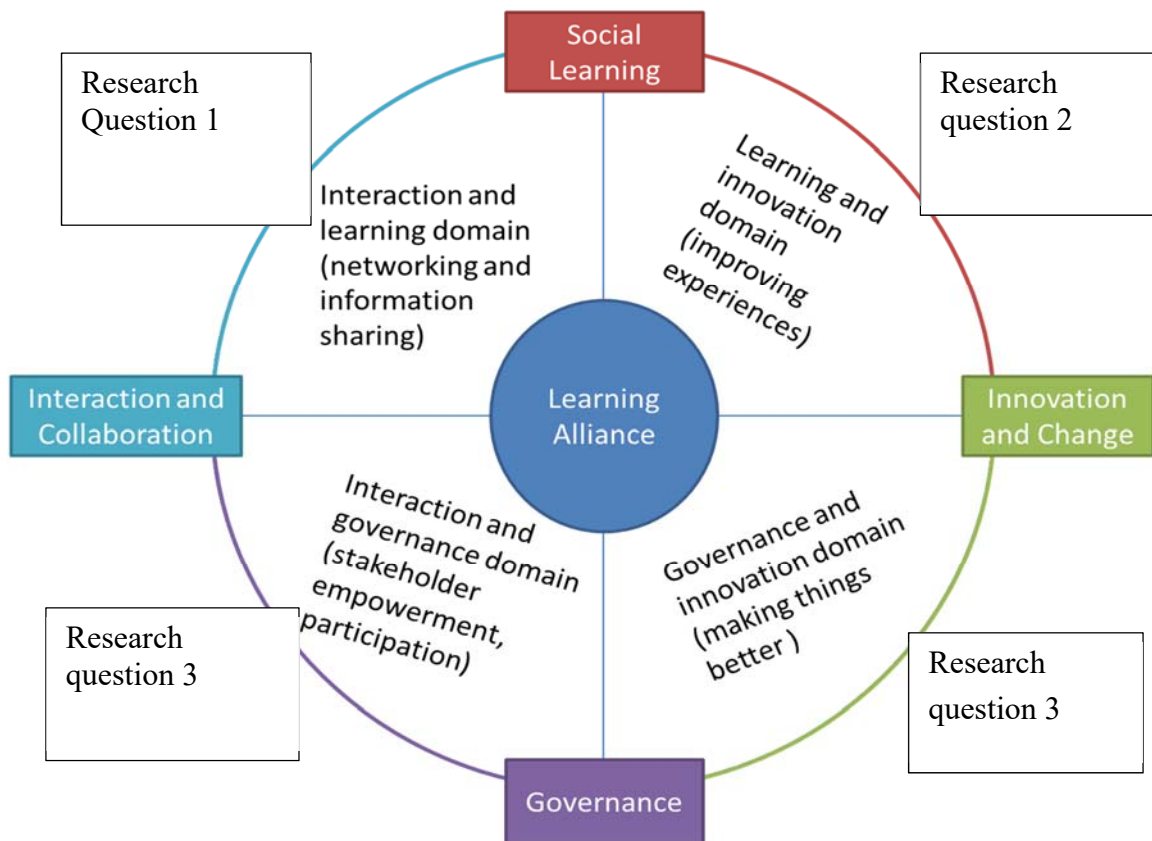 Social
Learning
Research
Question 1
Research
question 2
Interaction and
learning domain
(networking and
information
sharing)
Learning and
innovation
domain
(improving
experiences)
Interaction and
Collaboration
Learning
Alliance
Innovation
and Change
Interaction and
governance domain
(stakeholder
empowerment,
participation)
Governance and
innovation domain
(making things
better )
Research
question 3
Research
question 3
Governance